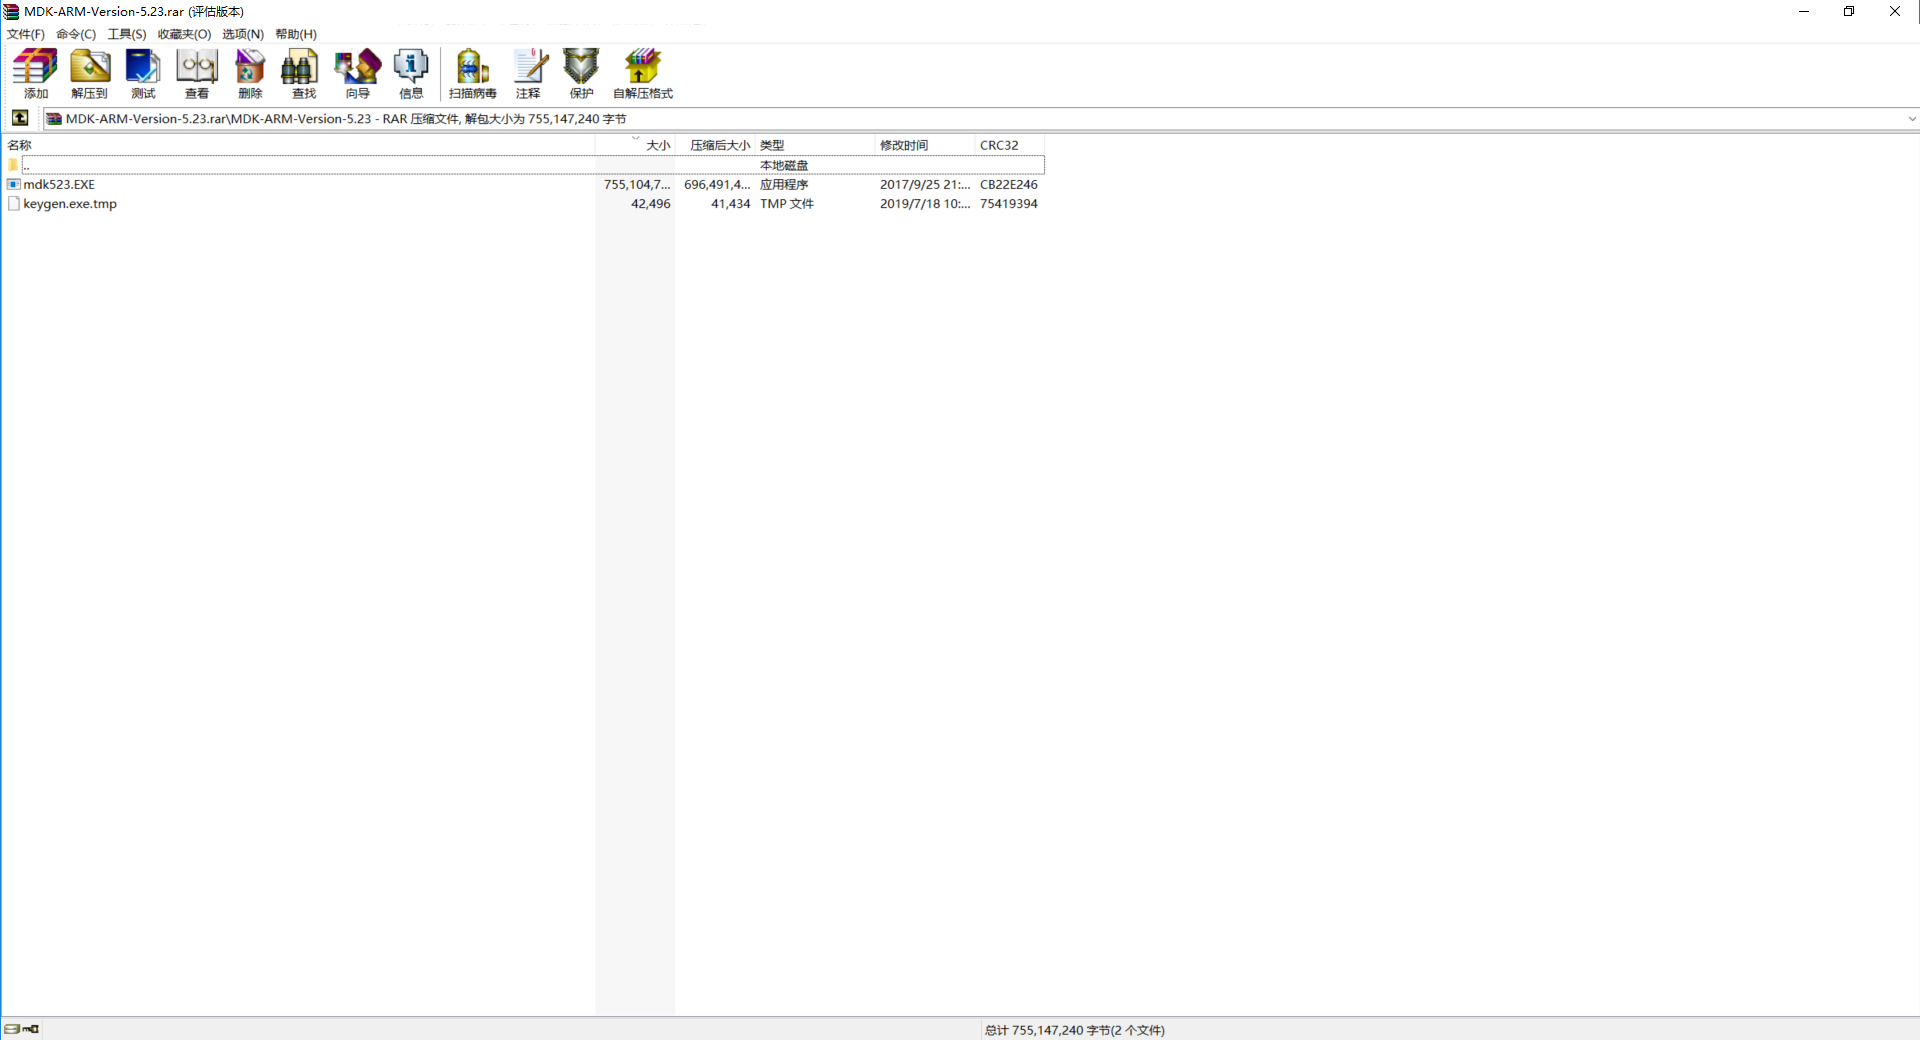 MDK-ARM-Version-5.23.rar (评估版本)
文件(F) 命令(C) 工具(S) 收藏夹(O) 选项(N) 帮助(H)
添加 解压到 测试 查看 删除 查找 向导 信息 扫描病毒 注释 保护 自解压格式
MDK-ARM-Version-5.23.rar\MDK-ARM-Version-5.23 - RAR 压缩文件, 解包大小为 755,147,240 字节
名称 大小 压缩后大小 类型 修改时间 CRC32
.. 本地磁盘
mdk523.EXE 755,104,7... 696,491,4... 应用程序 2017/9/25 21:... CB22E246
keygen.exe.tmp 42,496 41,434 TMP 文件 2019/7/18 10:... 75419394
总计 755,147,240 字节(2 个文件)